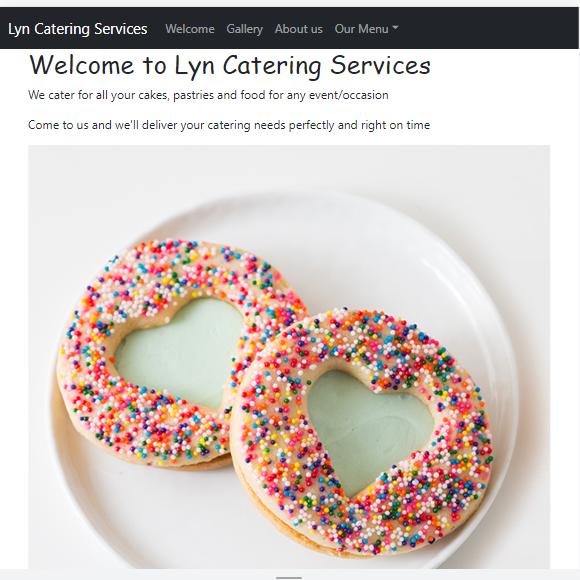 Lyn Catering Services Welcome Gallery About us Our Menu
Welcome to Lyn Catering Services
We cater for all your cakes, pastries and food for any event/occasion
Come to us and we'll deliver your catering needs perfectly and right on time